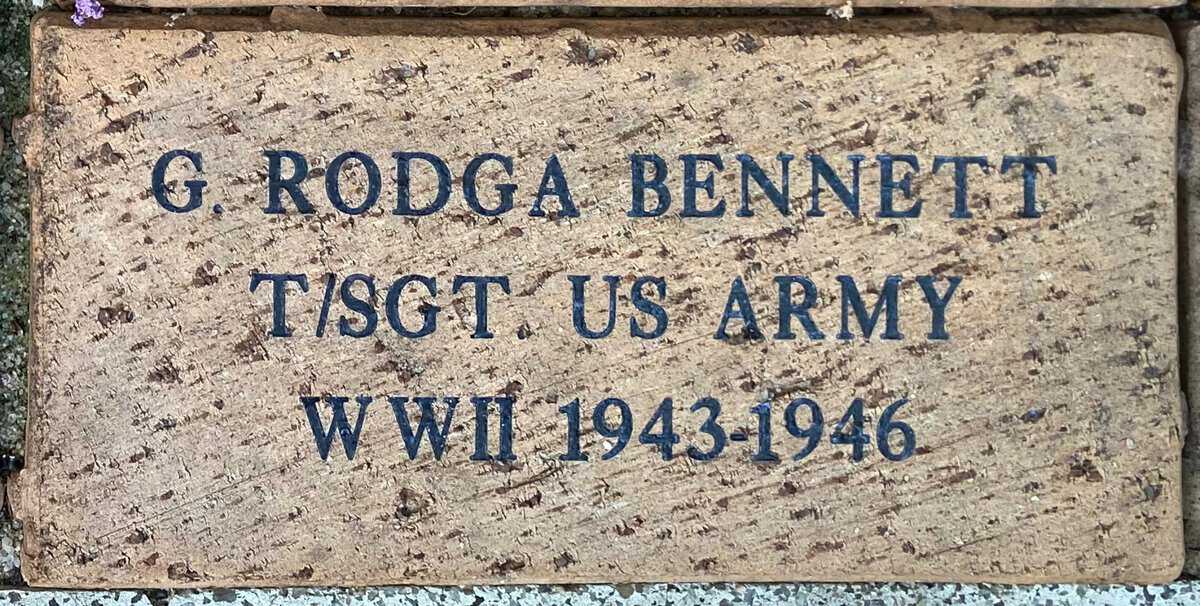 G. RODGA BENNETT
T/SGT. US ARMY
WWII 1943-1946